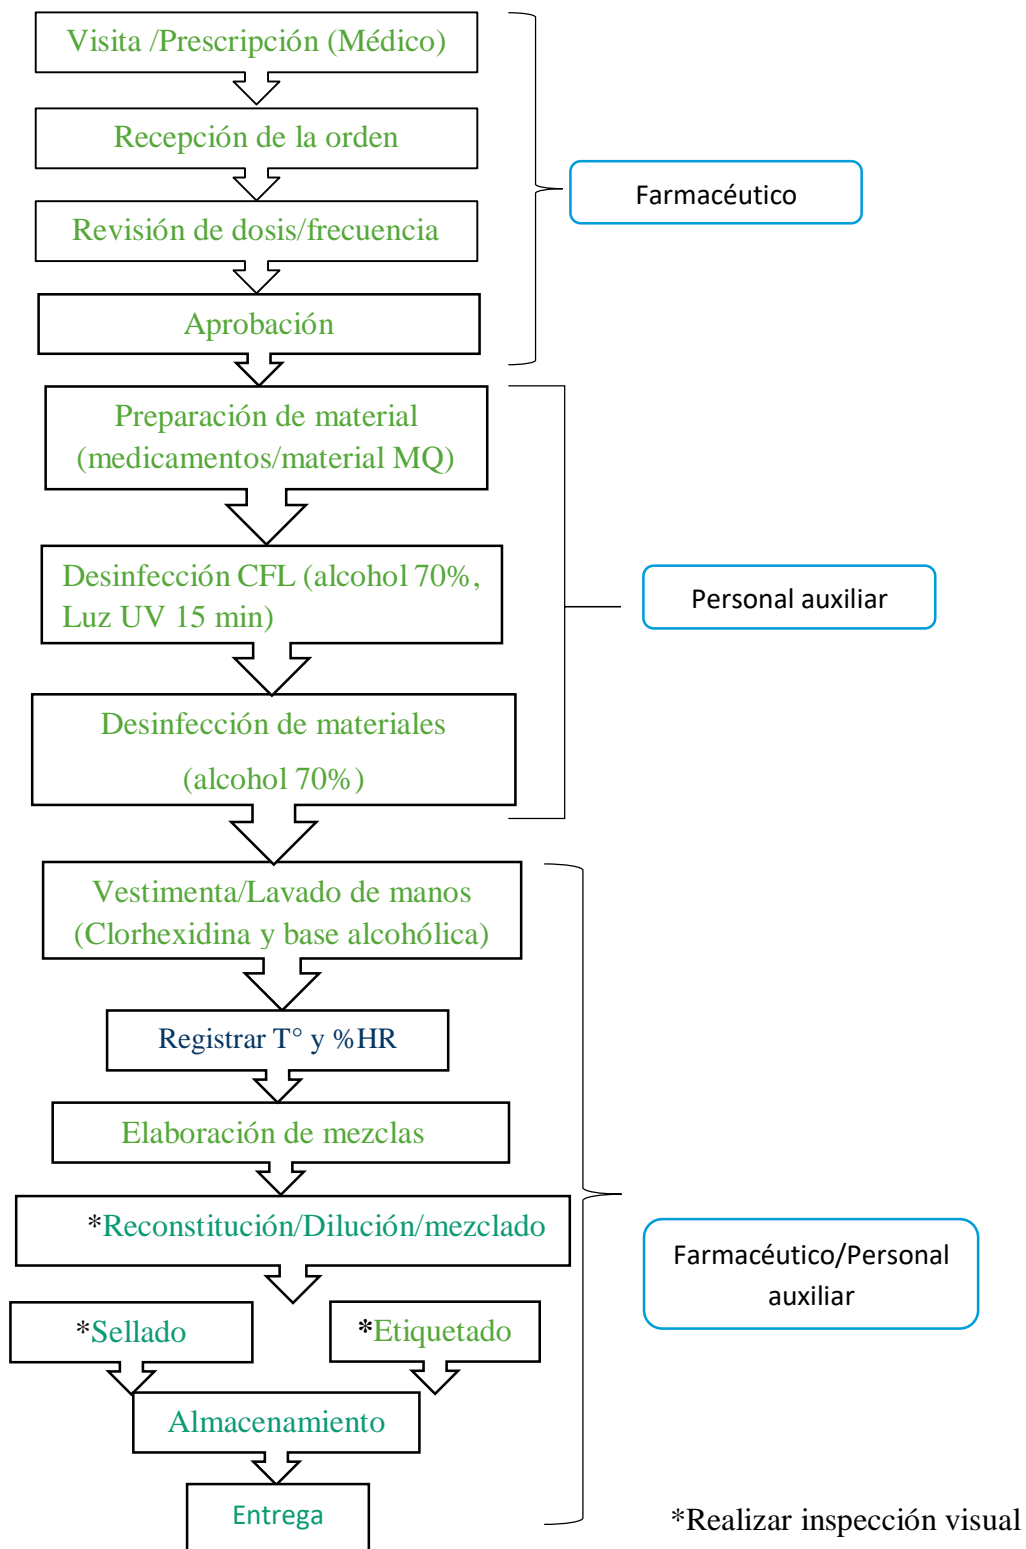 Visita /Prescripción (Médico)
Recepción de la orden
Revisión de dosis/frecuencia
Aprobación
Farmacéutico
Preparación de material
(medicamentos/material MQ)
Desinfección CFL (alcohol 70%,
Luz UV 15 min)
Desinfección de materiales
(alcohol 70%)
Personal auxiliar
Vestimenta/Lavado de manos
(Clorhexidina y base alcohólica)
Registrar T° y %HR
Elaboración de mezclas
*Reconstitución/Dilución/mezclado
*Sellado
*Etiquetado
Almacenamiento
Entrega
Farmacéutico/Personal
auxiliar
*Realizar inspección visual